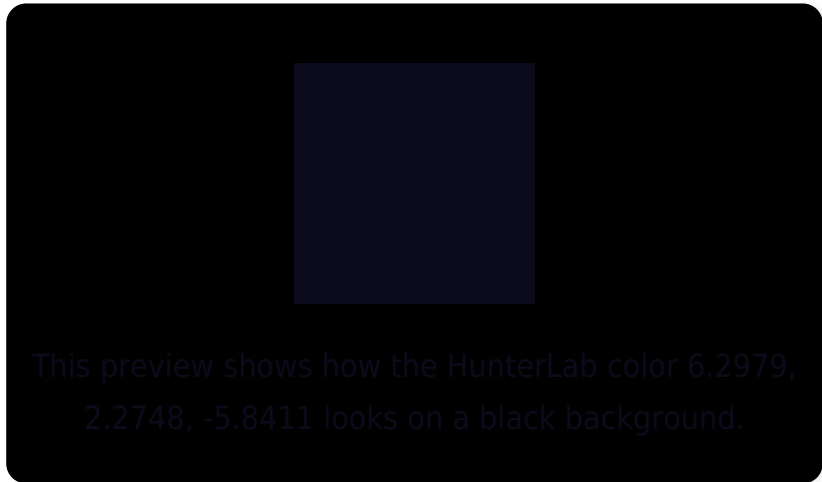 This preview shows how the HunterLab color 6.2979,
2.2748, -5.8411 looks on a black background.